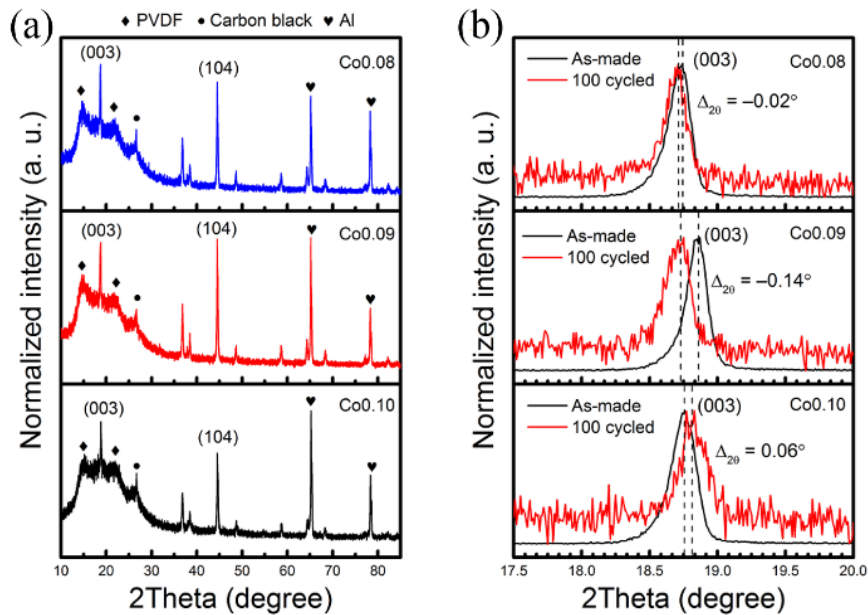 (a)
♦ PVDF ● Carbon black ♥ Al
(003)
(104)
Co0.08
♦
♦
●
♥
♥
(003)
(104)
Co0.09
♦
♦
●
♥
♥
(003)
(104)
Co0.10
♦
♦
●
♥
♥
Normalized intensity (a. u.)
10 20 30 40 50 60 70 80
2Theta (degree)
(b)
As-made
100 cycled
(003)
Co0.08
Δ2θ = –0.02°
As-made
100 cycled
(003)
Co0.09
Δ2θ = –0.14°
As-made
100 cycled
(003)
Co0.10
Δ2θ = 0.06°
Normalized intensity (a. u.)
17.5 18.0 18.5 19.0 19.5 20.0
2Theta (degree)